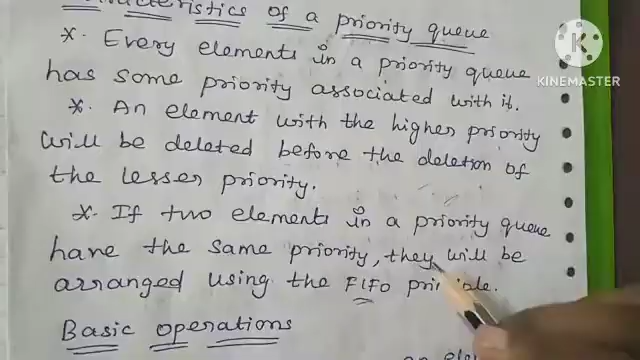 Characteristics of a priority queue
*. Every elements in a priority queue
has some priority associated with it.
*. An element with the higher priority
will be deleted before the deletion of
the lesser priority.
*. If two elements in a priority queue
have the same priority, they will be
arranged using the FIFO principle.
Basic operations
an ele
KINEMASTER